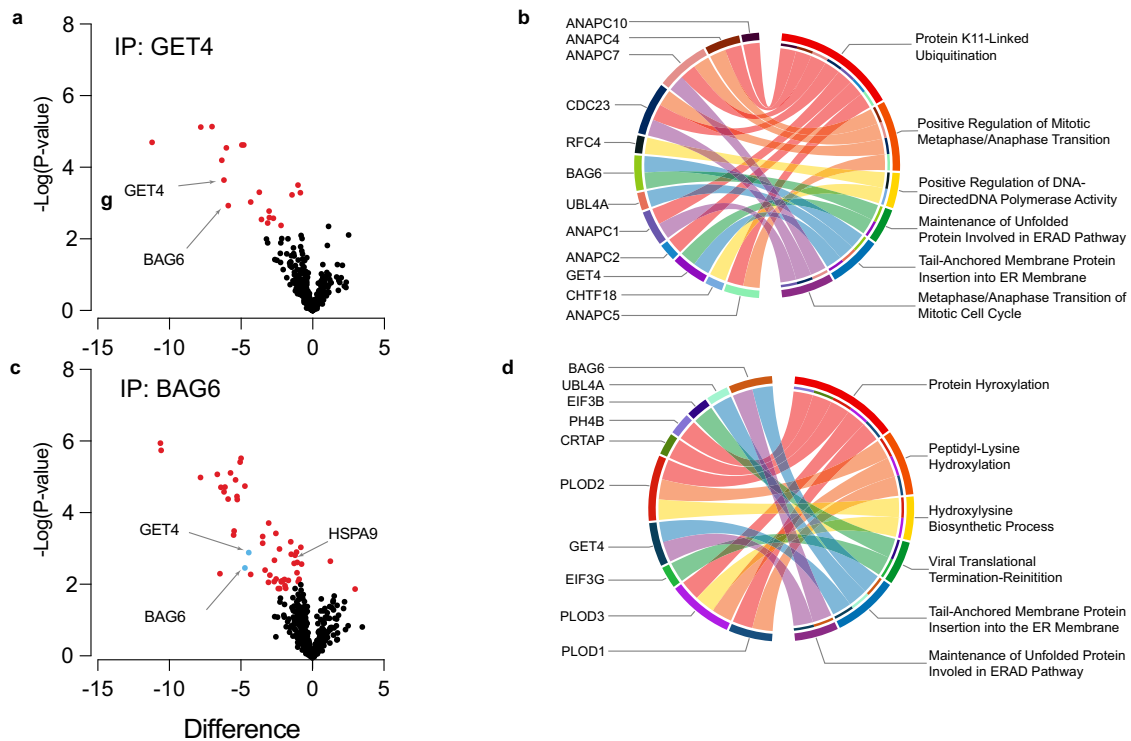 a
IP: GET4
-Log(P-value)
8
6
4
2
0
g
GET4
BAG6
-15
-10
-5
0
5
b
ANAPC10
ANAPC4
ANAPC7
CDC23
RFC4
BAG6
UBL4A
ANAPC1
ANAPC2
GET4
CHTF18
ANAPC5
Protein K11-Linked
Ubiquitination
Positive Regulation of Mitotic
Metaphase/Anaphase Transition
Positive Regulation of DNA-
DirectedDNA Polymerase Activity
Maintenance of Unfolded
Protein Involved in ERAD Pathway
Tail-Anchored Membrane Protein
Insertion into ER Membrane
Metaphase/Anaphase Transition of
Mitotic Cell Cycle
c
IP: BAG6
-Log(P-value)
8
6
4
2
0
GET4
HSPA9
BAG6
-15
-10
-5
0
5
Difference
d
BAG6
UBL4A
EIF3B
PH4B
CRTAP
PLOD2
GET4
EIF3G
PLOD3
PLOD1
Protein Hyroxylation
Peptidyl-Lysine
Hydroxylation
Hydroxylysine
Biosynthetic Process
Viral Translational
Termination-Reinitition
Tail-Anchored Membrane Protein
Insertion into the ER Membrane
Maintenance of Unfolded Protein
Involed in ERAD Pathway